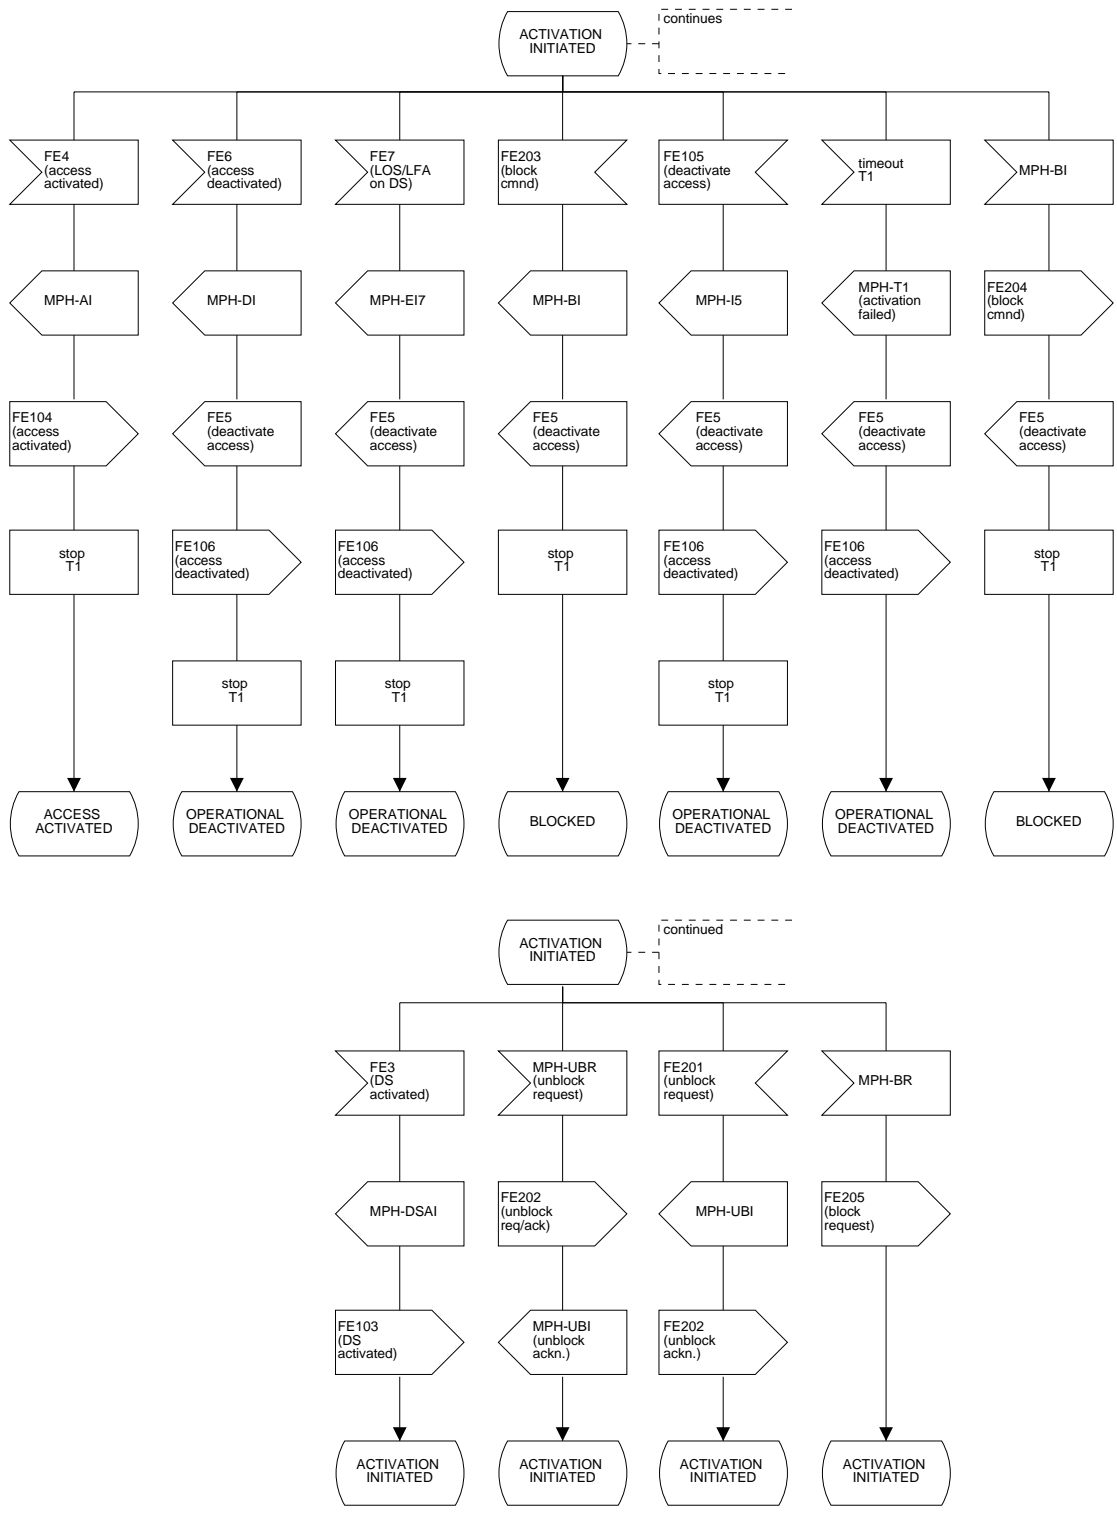 ACTIVATION
INITIATED
continues
FE4
(access
activated)
FE6
(access
deactivated)
FE7
(LOS/LFA
on DS)
FE203
(block
cmnd)
FE105
(deactivate
access)
timeout
T1
MPH-BI
MPH-AI
MPH-DI
MPH-EI7
MPH-BI
MPH-I5
MPH-T1
(activation
failed)
FE204
(block
cmnd)
FE104
(access
activated)
FE5
(deactivate
access)
FE5
(deactivate
access)
FE5
(deactivate
access)
FE5
(deactivate
access)
FE5
(deactivate
access)
FE5
(deactivate
access)
stop
T1
FE106
(access
deactivated)
FE106
(access
deactivated)
stop
T1
FE106
(access
deactivated)
FE106
(access
deactivated)
stop
T1
stop
T1
stop
T1
stop
T1
ACCESS
ACTIVATED
OPERATIONAL
DEACTIVATED
OPERATIONAL
DEACTIVATED
BLOCKED
OPERATIONAL
DEACTIVATED
OPERATIONAL
DEACTIVATED
BLOCKED
ACTIVATION
INITIATED
continued
FE3
(DS
activated)
MPH-UBR
(unblock
request)
FE201
(unblock
request)
MPH-BR
MPH-DSAI
FE202
(unblock
req/ack)
MPH-UBI
FE205
(block
request)
FE103
(DS
activated)
MPH-UBI
(unblock
ackn.)
FE202
(unblock
ackn.)
ACTIVATION
INITIATED
ACTIVATION
INITIATED
ACTIVATION
INITIATED
ACTIVATION
INITIATED